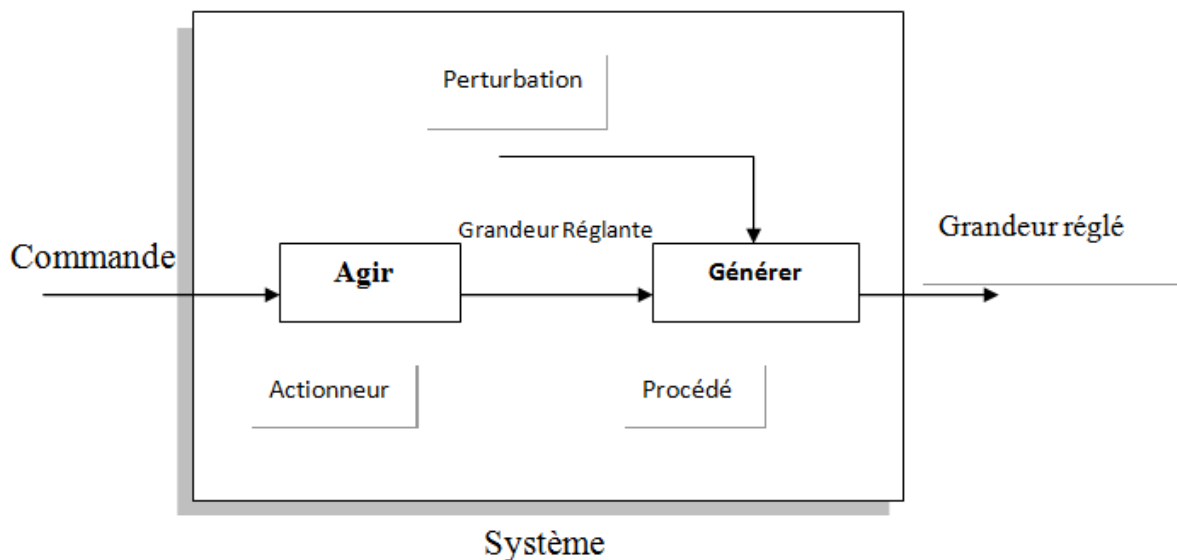 Perturbation
Grandeur Réglante
Grandeur réglé
Commande
Agir
Générer
Actionneur
Procédé
Système